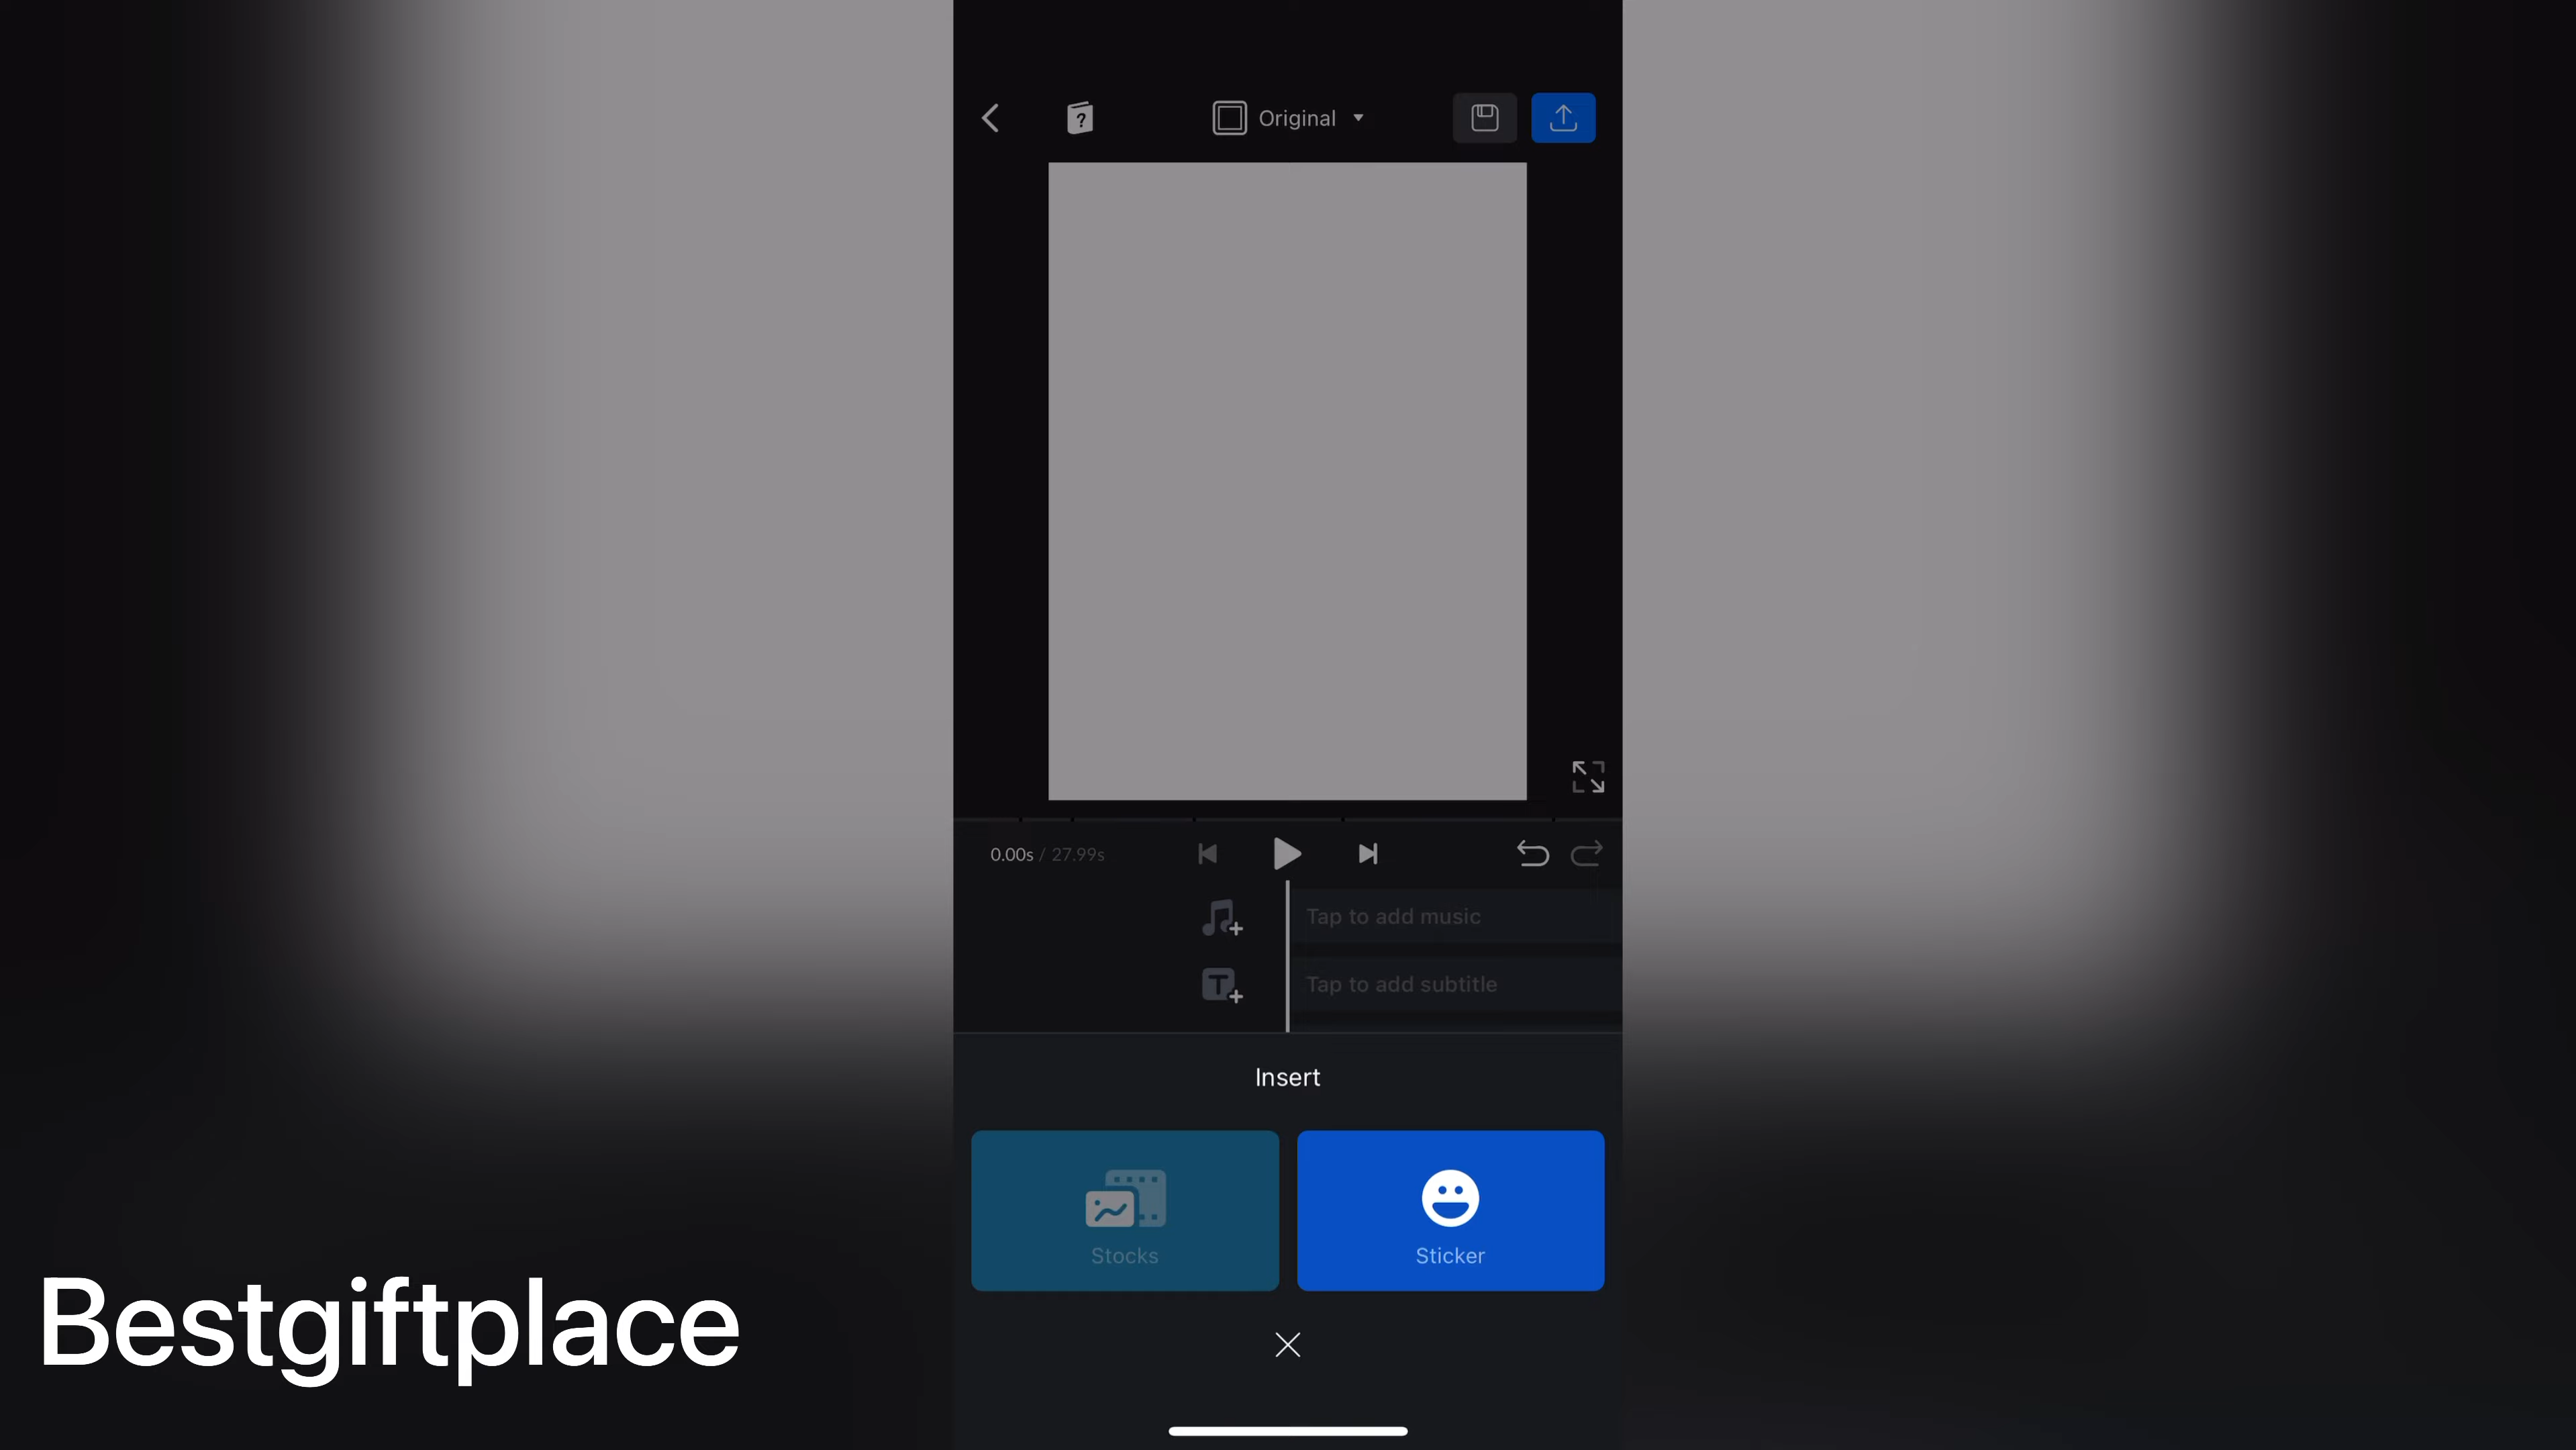 Original
0.00s / 27.99s
Tap to add music
Tap to add subtitle
Insert
Stocks
Sticker
Bestgiftplace